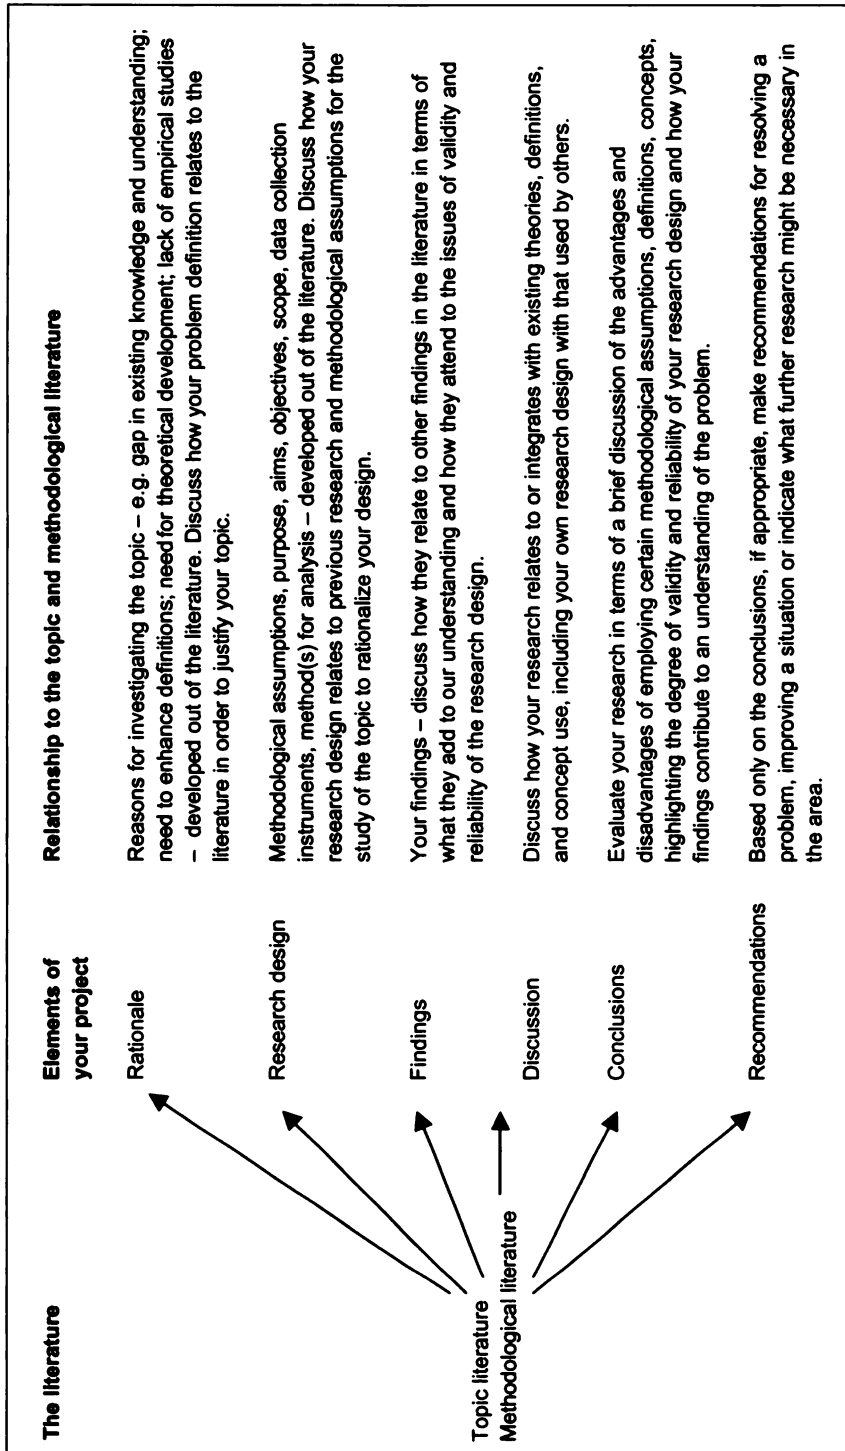 The literature
Elements of
your project
Relationship to the topic and methodological literature
Topic literature
Methodological literature
Rationale
Reasons for investigating the topic – e.g. gap in existing knowledge and understanding;
need to enhance definitions; need for theoretical development; lack of empirical studies
– developed out of the literature. Discuss how your problem definition relates to the
literature in order to justify your topic.
Research design
Methodological assumptions, purpose, aims, objectives, scope, data collection
instruments, method(s) for analysis – developed out of the literature. Discuss how your
research design relates to previous research and methodological assumptions for the
study of the topic to rationalize your design.
Findings
Your findings – discuss how they relate to other findings in the literature in terms of
what they add to our understanding and how they attend to the issues of validity and
reliability of the research design.
Discussion
Discuss how your research relates to or integrates with existing theories, definitions,
and concept use, including your own research design with that used by others.
Conclusions
Evaluate your research in terms of a brief discussion of the advantages and
disadvantages of employing certain methodological assumptions, definitions, concepts,
highlighting the degree of validity and reliability of your research design and how your
findings contribute to an understanding of the problem.
Recommendations
Based only on the conclusions, if appropriate, make recommendations for resolving a
problem, improving a situation or indicate what further research might be necessary in
the area.